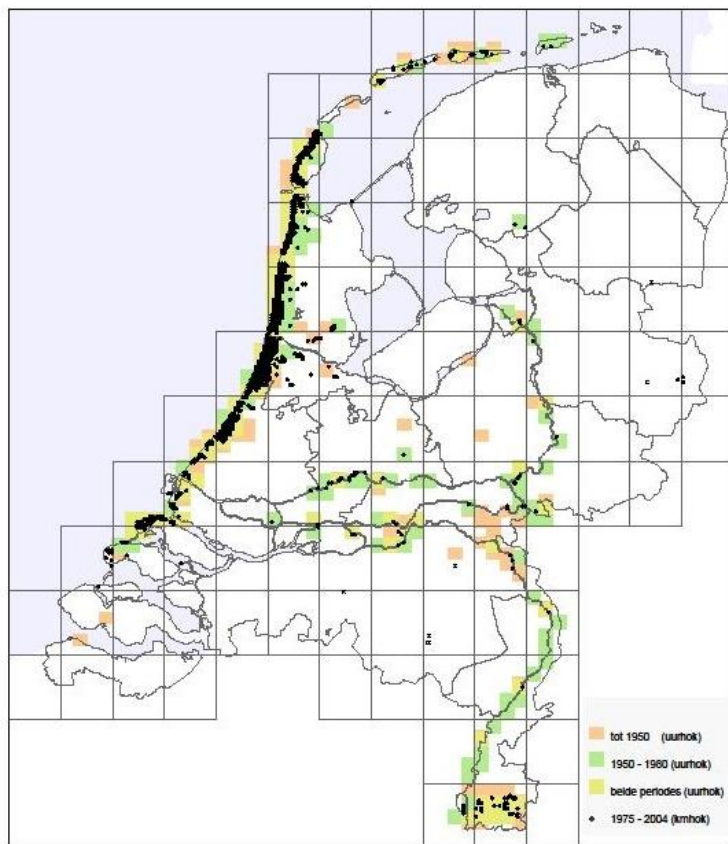 tot 1950 (uurhok)
1950 - 1980 (uurhok)
beide periodes (uurhok)
1975 - 2004 (kmhok)